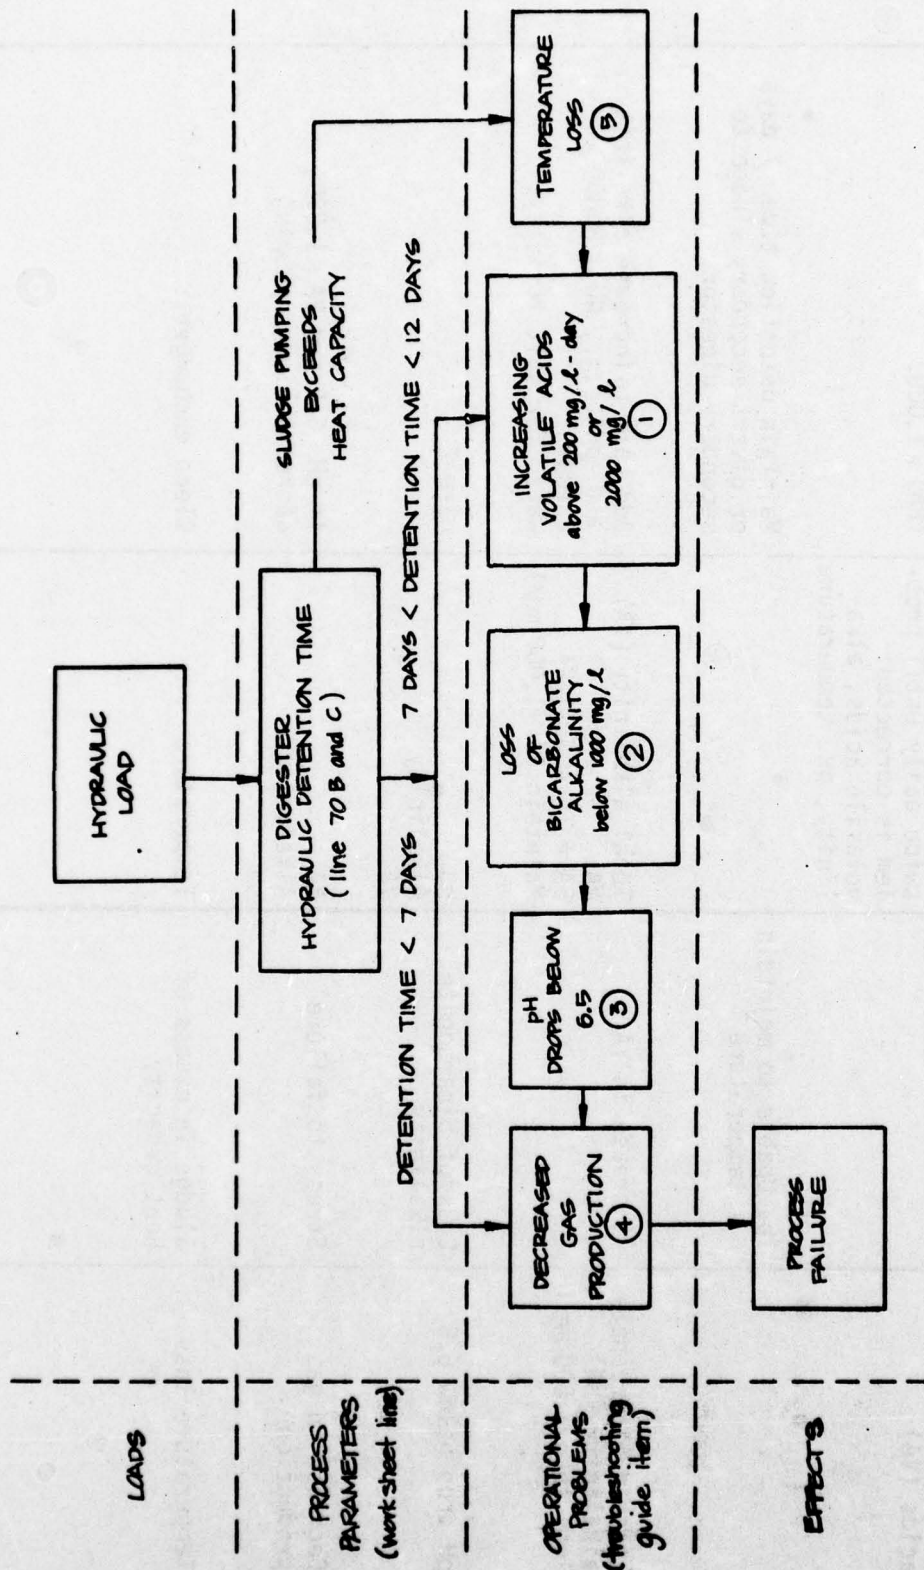 LOADS
HYDRAULIC
LOAD
PROCESS
PARAMETERS
(worksheet line)
DIGESTER
HYDRAULIC DETENTION TIME
(line 70 B and C)
SLUDGE PUMPING
EXCEEDS
HEAT CAPACITY
DETENTION TIME < 7 DAYS
7 DAYS < DETENTION TIME < 12 DAYS
OPERATIONAL
PROBLEMS
(troubleshooting
guide item)
DECREASED
GAS
PRODUCTION
4
pH
DROPS BELOW
6.5
3
LOSS
OF
BICARBONATE
ALKALINITY
below 1000 mg/l
2
INCREASING
VOLATILE ACIDS
above 200 mg/l - day
or
2000 mg/l
1
TEMPERATURE
LOSS
5
EFFECTS
PROCESS
FAILURE